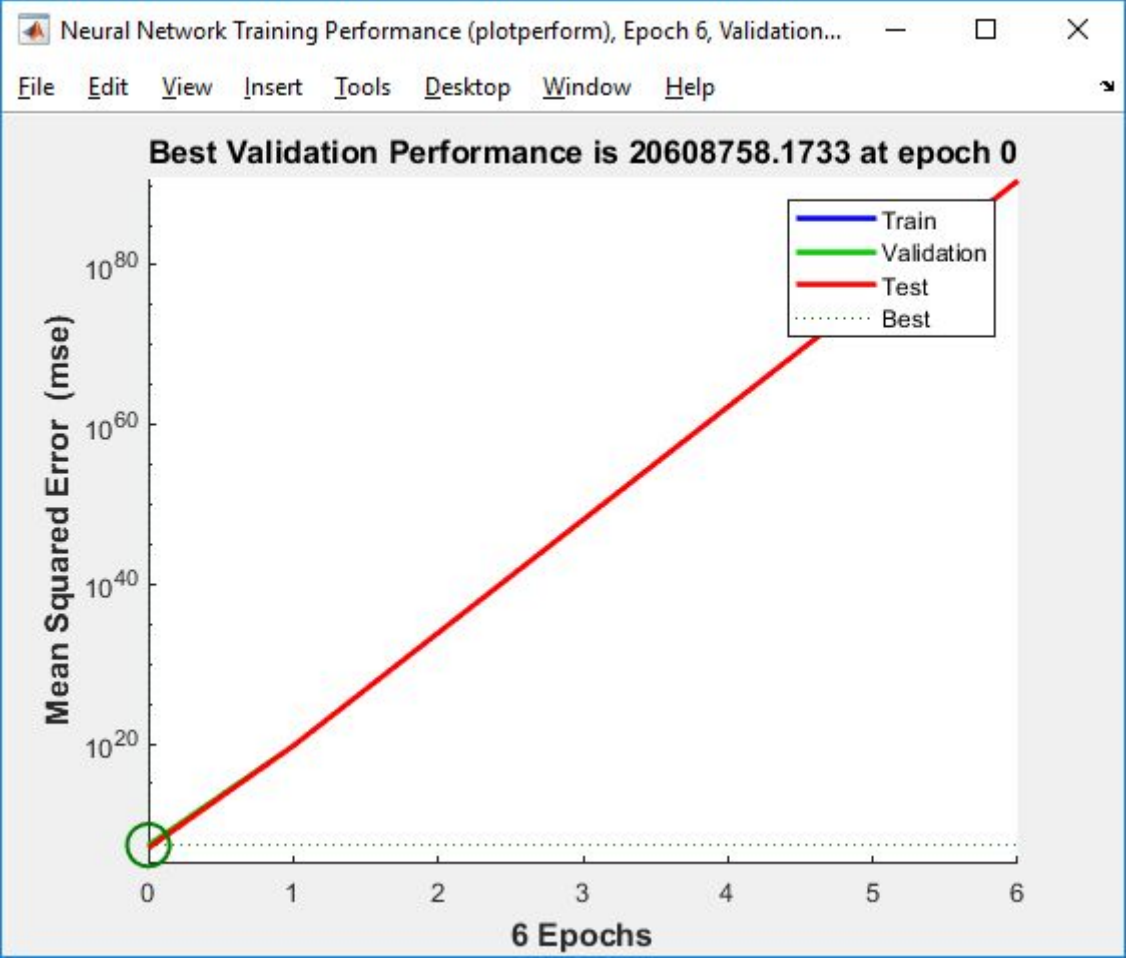 Neural Network Training Performance (plotperform), Epoch 6, Validation...
File Edit View Insert Tools Desktop Window Help
Best Validation Performance is 20608758.1733 at epoch 0
Train
Validation
Test
Best
10^80
10^60
10^40
10^20
Mean Squared Error (mse)
0 1 2 3 4 5 6
6 Epochs